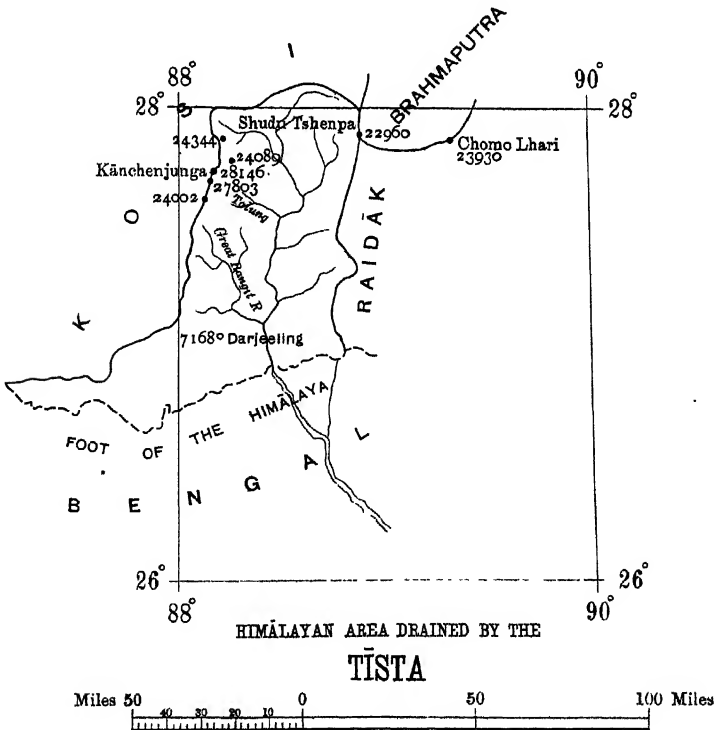 88° 90°
28° 28°
BRAHMAPUTRA
K O S I
Shudu Tshenpa
22960
24344
24089
Chomo Lhari
23930
Kānchenjunga
28146
27803
24002
Great Rangit R
RAIDĀK
7168 Darjeeling
FOOT OF THE HIMĀLAYA
BENGAL
26° 26°
88° 90°
HIMĀLAYAN AREA DRAINED BY THE
TĪSTA
Miles 50 40 30 20 10 0 50 100 Miles